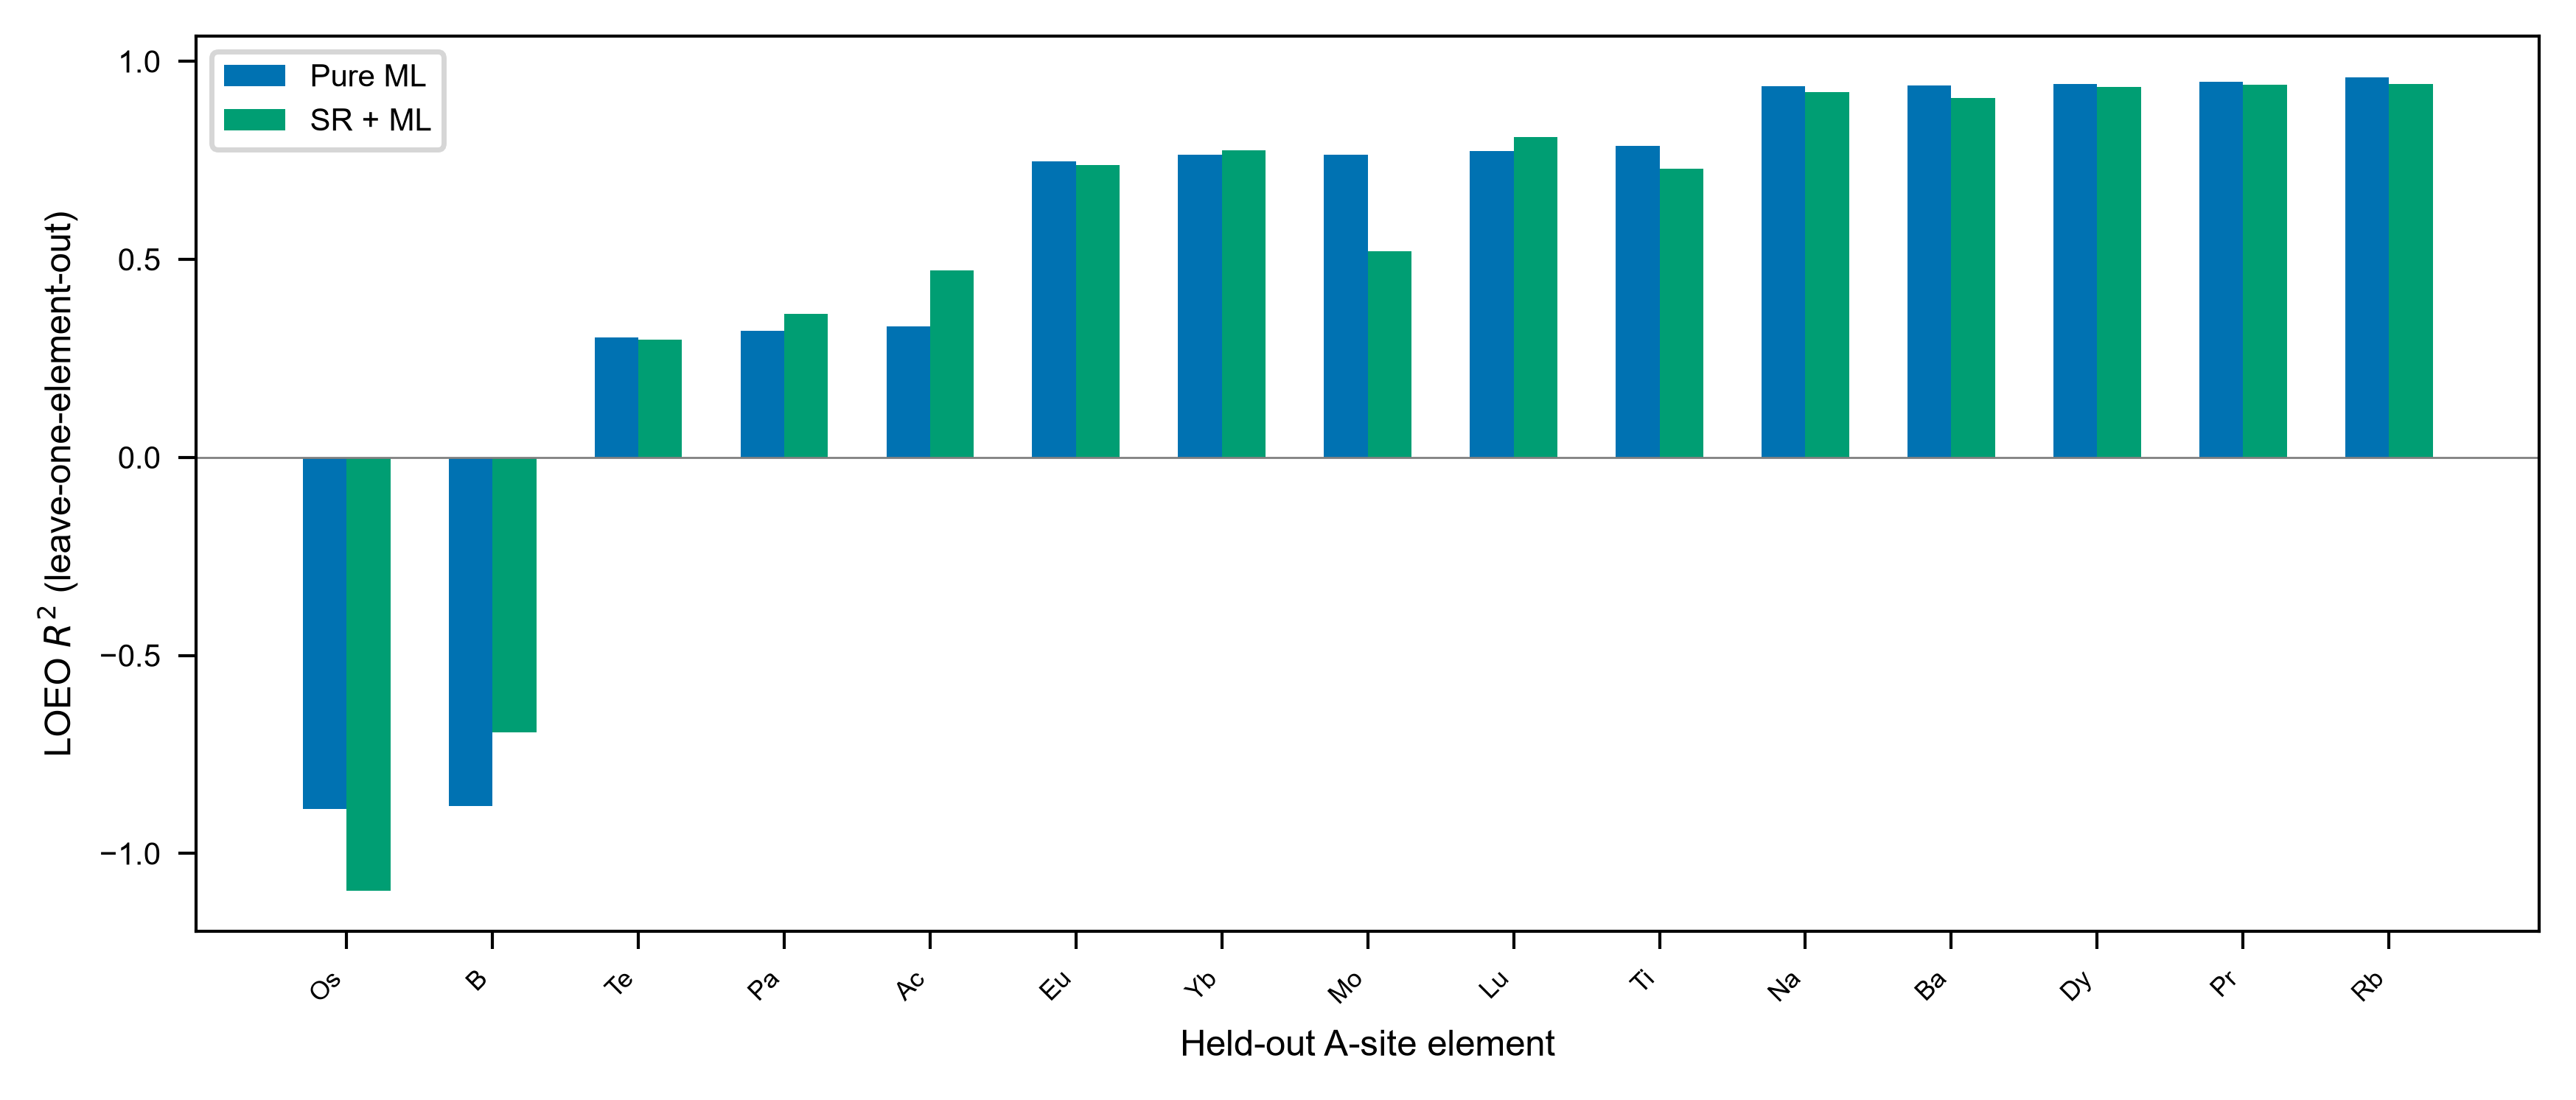 Pure ML
SR + ML
1.0
0.5
0.0
−0.5
−1.0
LOEO R² (leave-one-element-out)
Os B Te Pa Ac Eu Yb Mo Lu Ti Na Ba Dy Pr Rb
Held-out A-site element